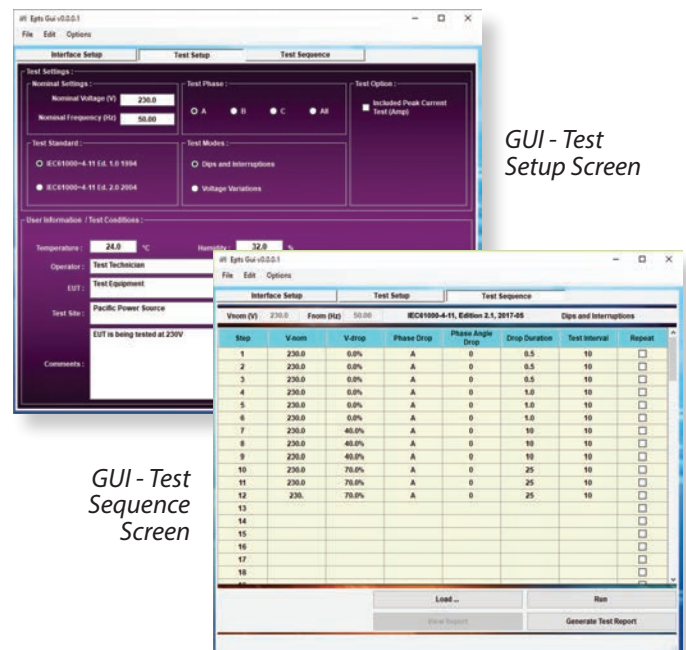 Epts Gui v0.0.0.1
File Edit Options
Interface Setup Test Setup Test Sequence
Test Settings :
Nominal Settings :
Nominal Voltage (V) 230.0
Nominal Frequency (Hz) 50.00
Test Phase :
A B C All
Test Option :
Included Peak Current
Test (Amp)
Test Standard :
IEC61000-4-11 Ed. 1.0 1994
IEC61000-4-11 Ed. 2.0 2004
Test Modes :
Dips and Interruptions
Voltage Variations
User Information / Test Conditions :
Temperature : 24.0 °C Humidity : 32.0 %
Operator : Test Technician
EUT : Test Equipment
Test Site : Pacific Power Source
Comments : EUT is being tested at 230V
GUI - Test
Setup Screen
Epts Gui v0.0.0.1
File Edit Options
Interface Setup Test Setup Test Sequence
Vnom (V) 230.0 Fnom (Hz) 50.00 IEC61000-4-11, Edition 2.1, 2017-05 Dips and Interruptions
Step V-nom V-drop Phase Drop Phase Angle Drop Drop Duration Test Interval Repeat
1 230.0 0.0% A 0 0.5 10
2 230.0 0.0% A 0 0.5 10
3 230.0 0.0% A 0 0.5 10
4 230.0 0.0% A 0 1.0 10
5 230.0 0.0% A 0 1.0 10
6 230.0 0.0% A 0 1.0 10
7 230.0 40.0% A 0 10 10
8 230.0 40.0% A 0 10 10
9 230.0 40.0% A 0 10 10
10 230.0 70.0% A 0 25 10
11 230.0 70.0% A 0 25 10
12 230. 70.0% A 0 25 10
13
14
15
16
17
18
Load ... Run
View Report Generate Test Report
GUI - Test
Sequence
Screen